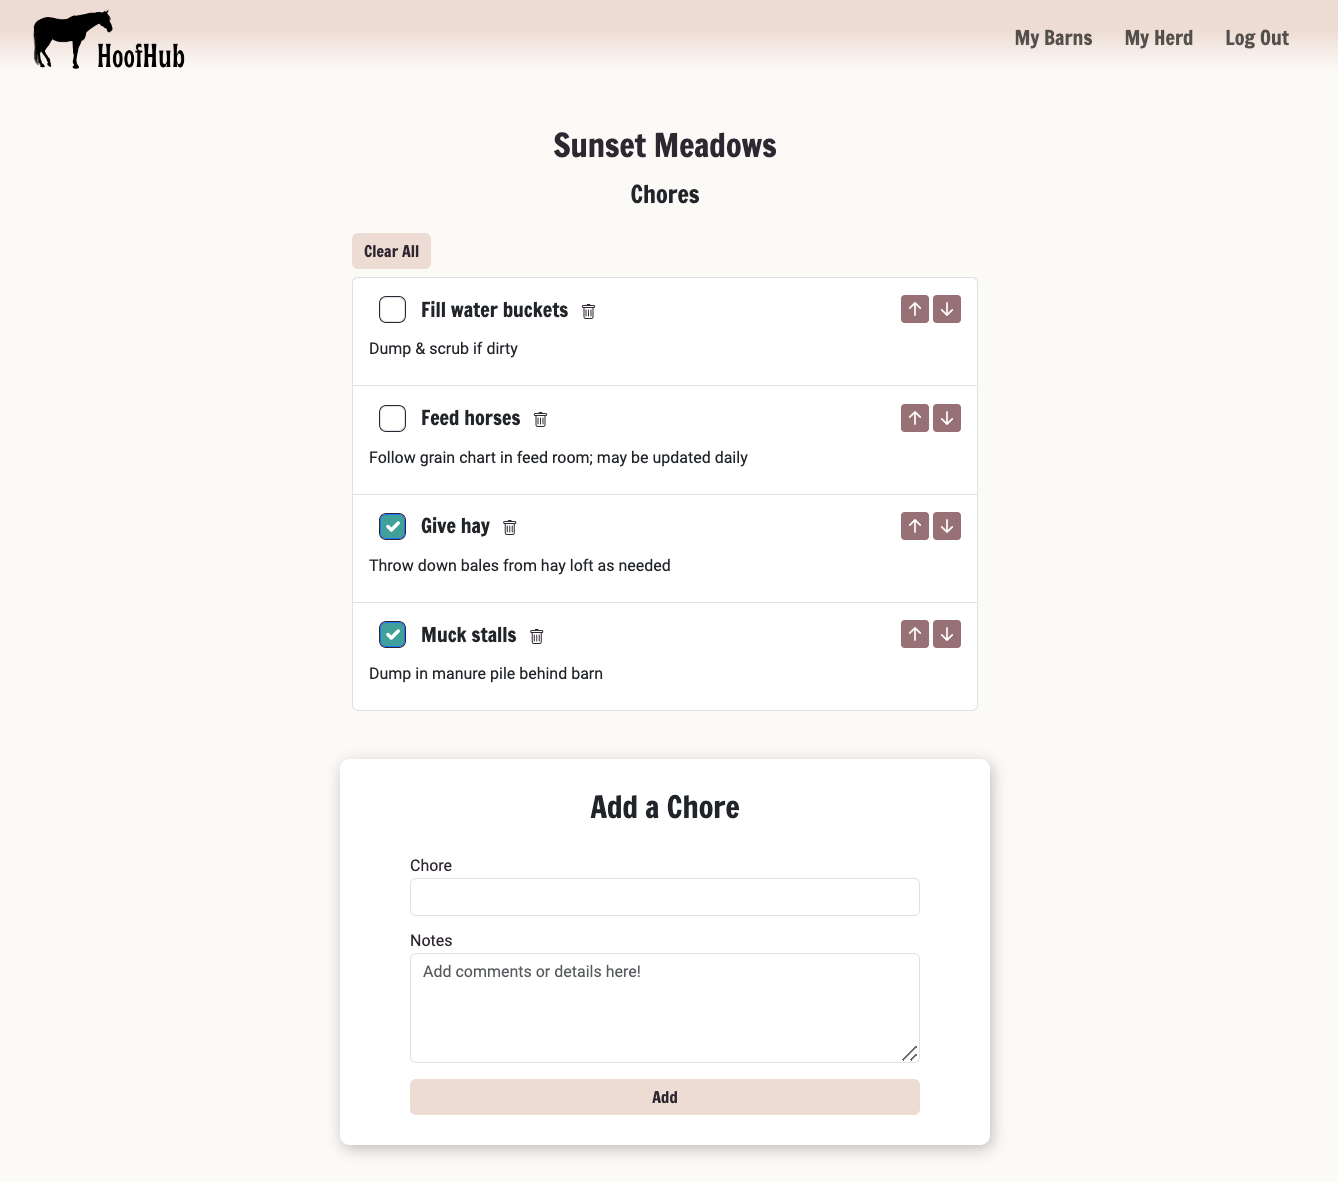 HoofHub
My Barns
My Herd
Log Out
Sunset Meadows
Chores
Clear All
Fill water buckets
Dump & scrub if dirty
Feed horses
Follow grain chart in feed room; may be updated daily
Give hay
Throw down bales from hay loft as needed
Muck stalls
Dump in manure pile behind barn
Add a Chore
Chore
Notes
Add comments or details here!
Add